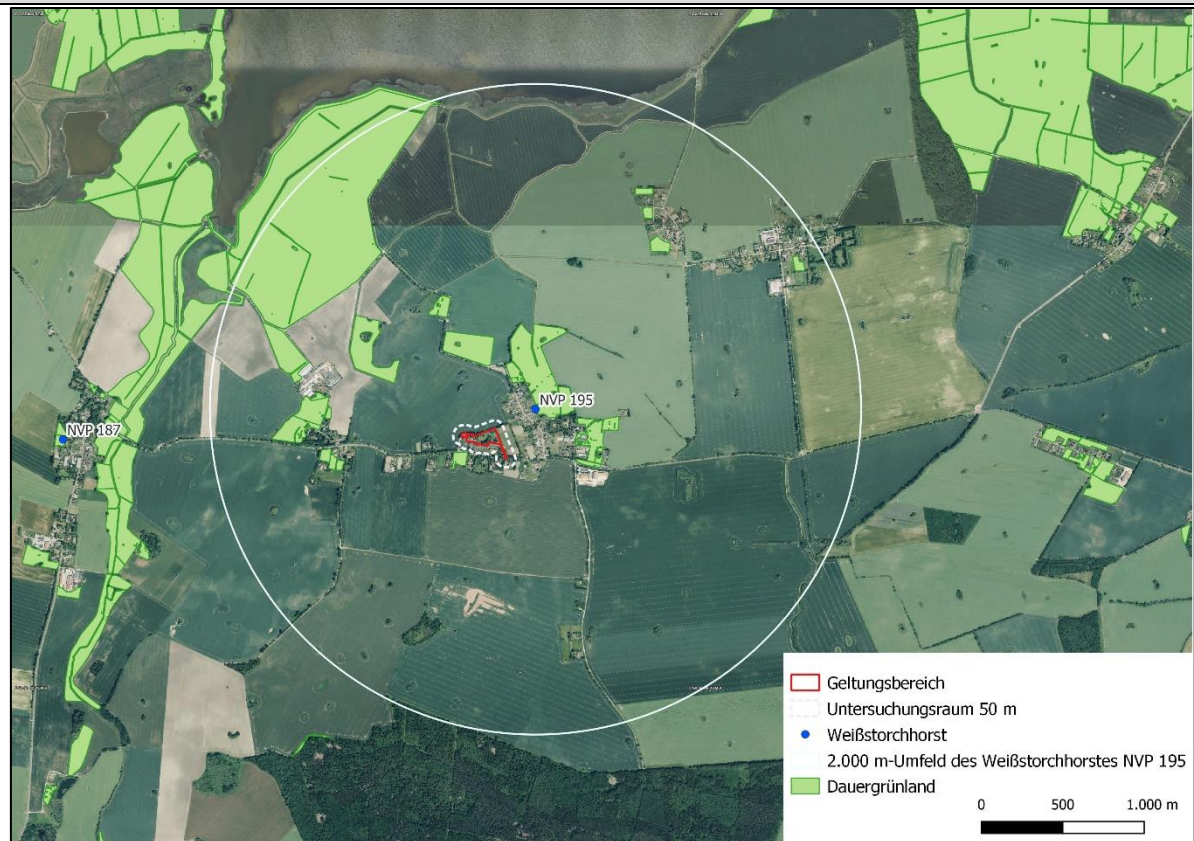 NVP 195
NVP 187
Geltungsbereich
Untersuchungsraum 50 m
Weißstorchhorst
2.000 m-Umfeld des Weißstorchhorstes NVP 195
Dauergrünland
0 500 1.000 m